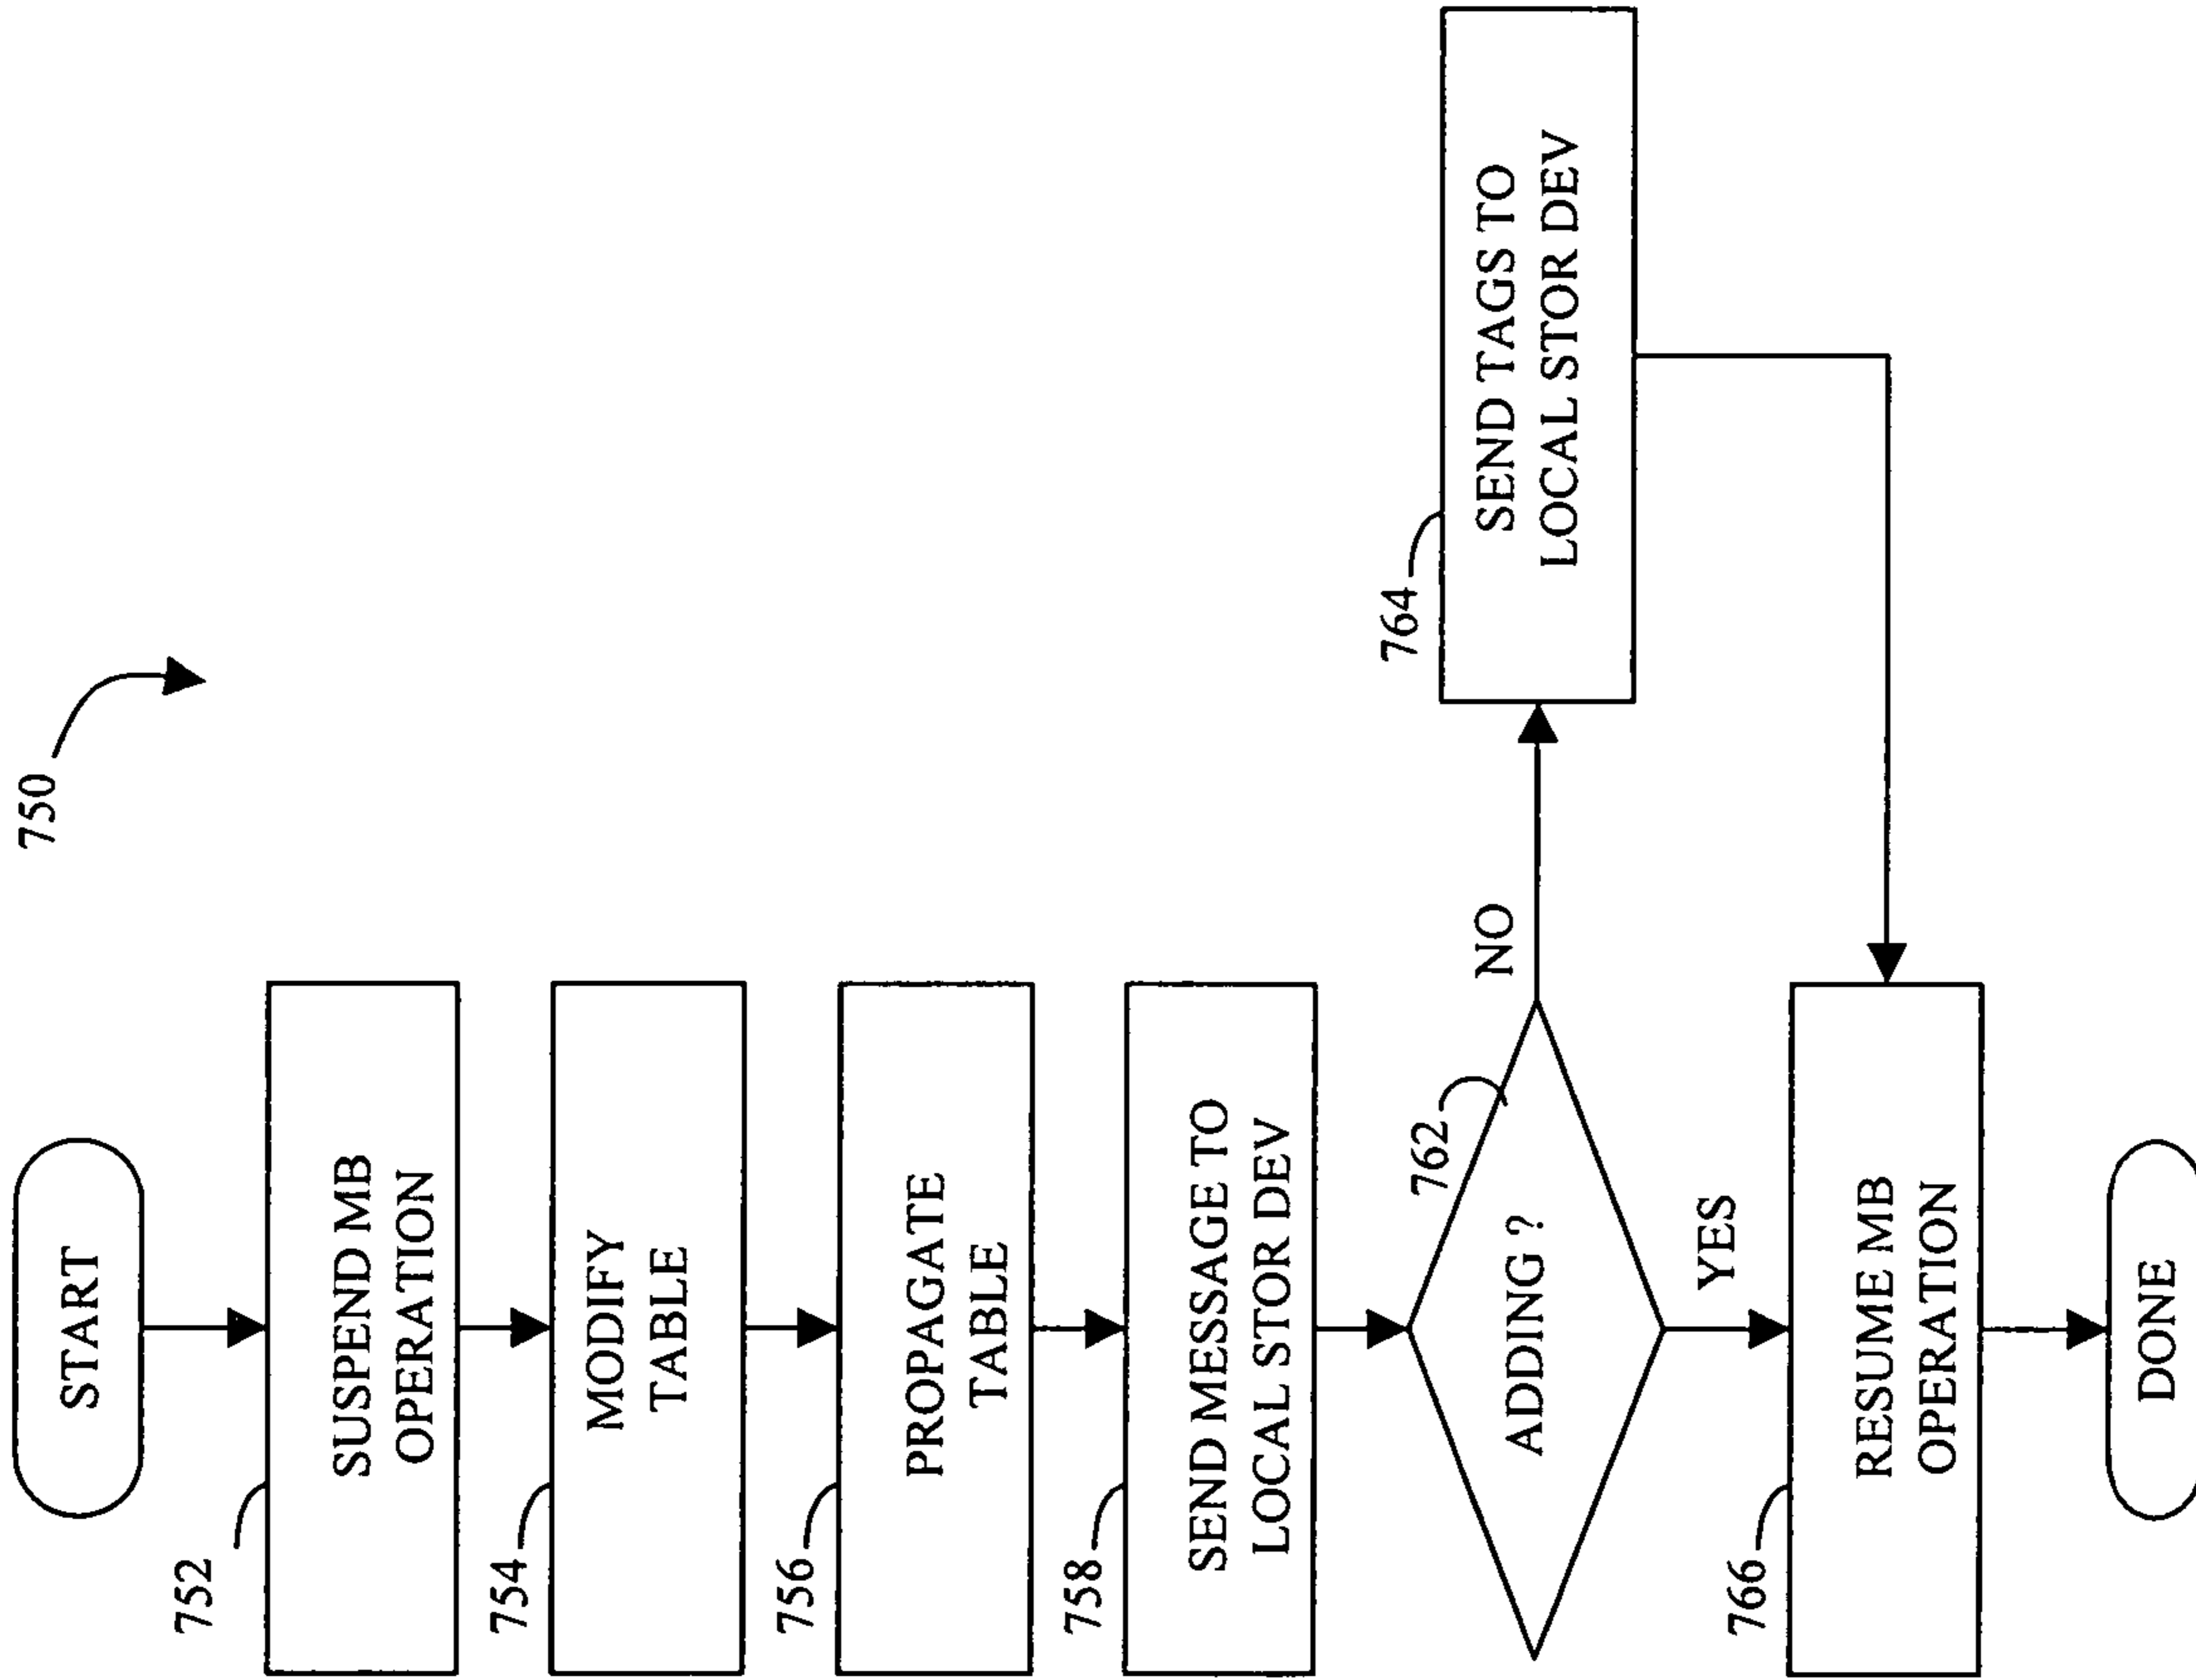 750
START
752
SUSPEND MB
OPERATION
754
MODIFY
TABLE
756
PROPAGATE
TABLE
758
SEND MESSAGE TO
LOCAL STOR DEV
762
ADDING?
NO
764
SEND TAGS TO
LOCAL STOR DEV
YES
766
RESUME MB
OPERATION
DONE